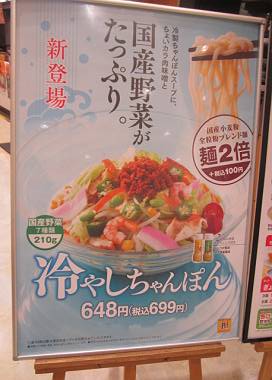 冷製ちゃんぽんスープに、
ちょいカラ肉味噌と
国産野菜が
たっぷり。
新登場
国産小麦粉
全粒粉ブレンド麺
麺2倍
+税込100円
国産野菜
7種類
210g
冷やしちゃんぽん
648円(税込699円)